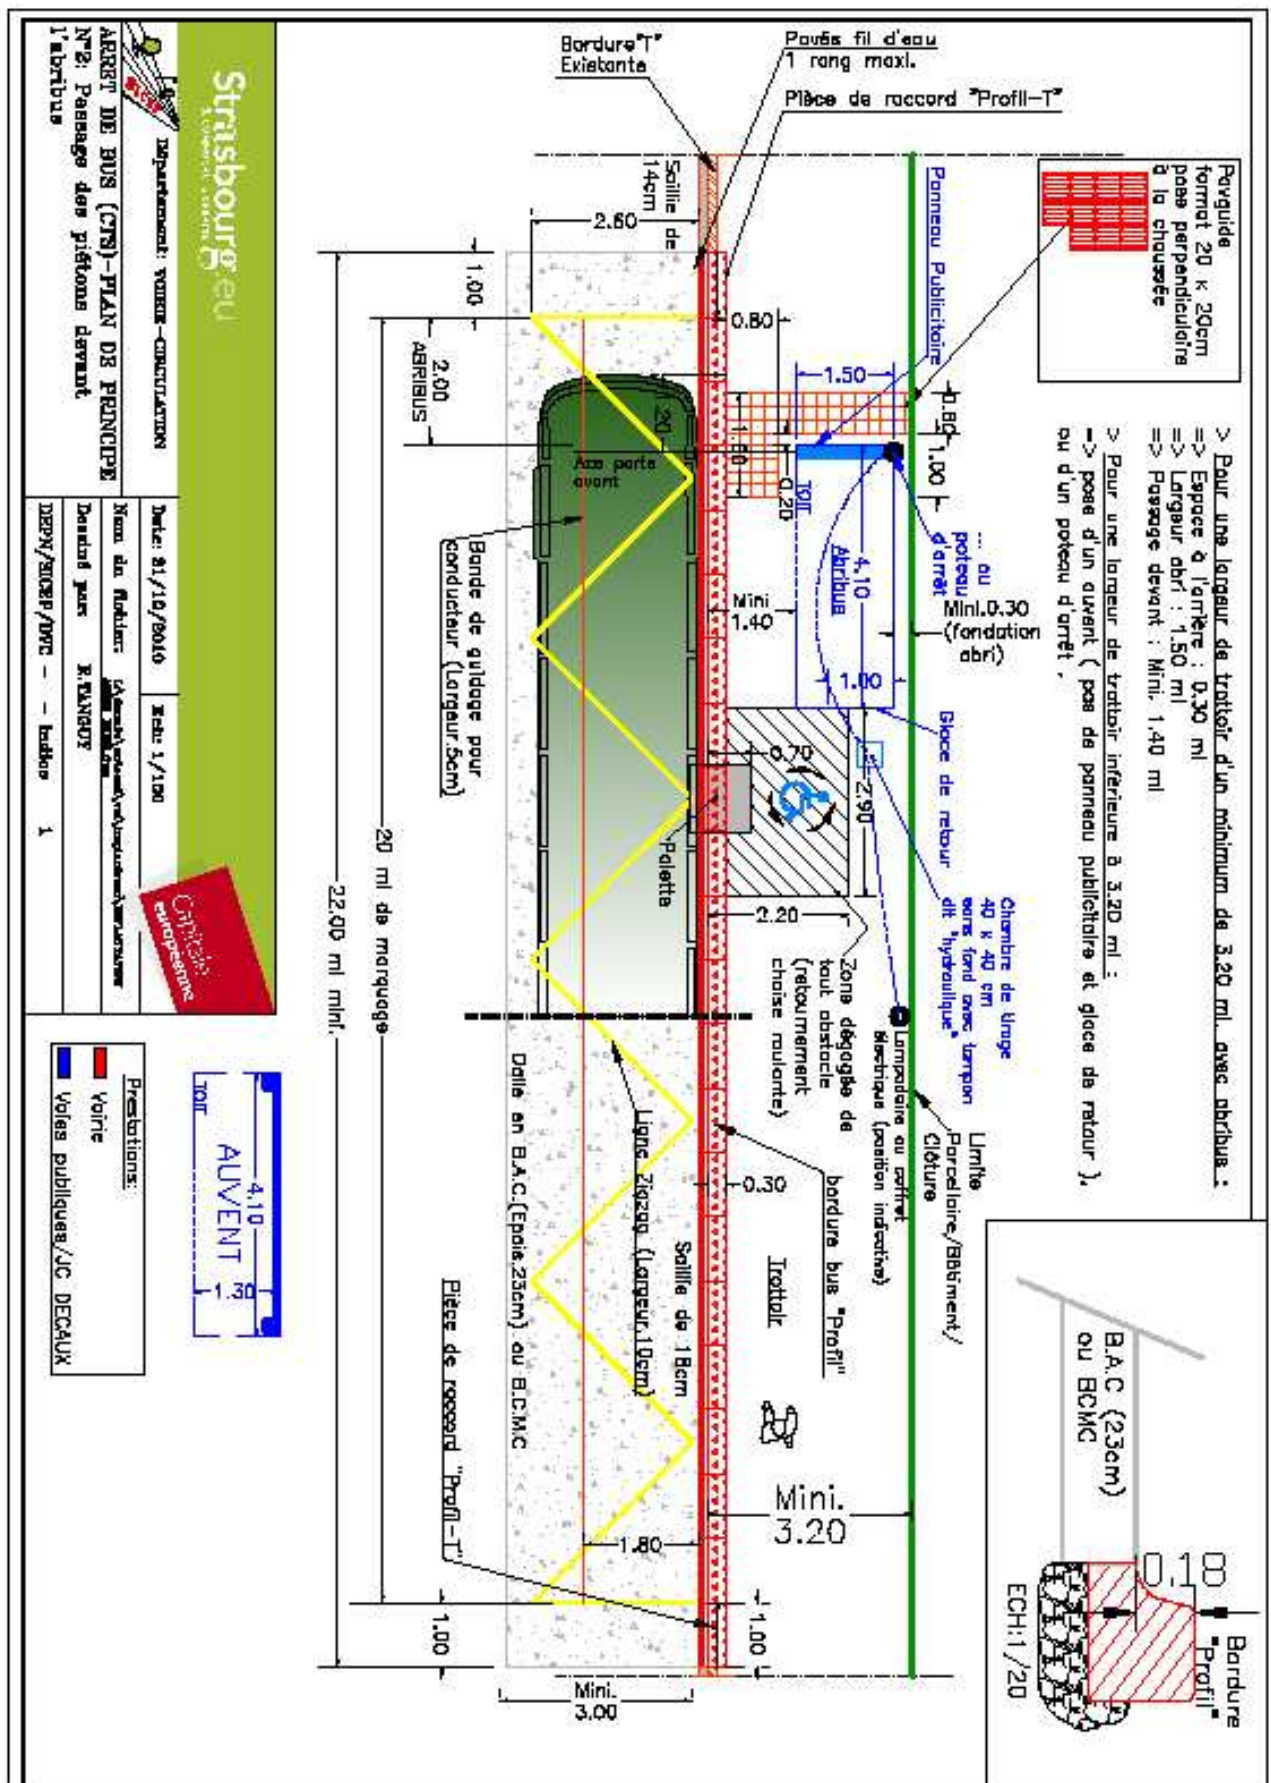 Pavguide
format 20 x 20cm
pose perpendiculaire
à la chaussée
> Pour une largeur de trottoir d'un minimum de 3.20 ml. avec abribus :
=> Espace à l'arrière : 0.30 ml
=> Largeur abri : 1.50 ml
=> Passage devant : Mini. 1.40 ml
> Pour une largeur de trottoir inférieure à 3.20 ml :
=> pose d'un auvent ( pas de panneau publicitaire et glace de retour ).
ou d'un poteau d'arrêt .
B.A.C (23cm)
ou BCMC
0.18
Bordure
"Profil"
ECH:1/20
Bordure"T"
Existante
Pavés fil d'eau
1 rang maxi.
Pièce de raccord "Profil-T"
Panneau Publicitaire
... ou
poteau
d'arrêt
Mini.0.30
(fondation
abri)
Glace de retour
Chambre de tirage
40 x 40 cm
sans fond avec tampon
dit "hydraulique"
Lampadaire ou coffret
électrique (position indicative)
Limite
Parcellaire/Bâtiment/
Clôture
Saillie de
14cm
2.60
1.00
0.60
1.50
0.80
1.00
1.60
0.20
.20
TOIT
4.10
Abribus
Mini
1.40
1.00
2.00
ABRIBUS
Axe porte
avant
0.70
2.90
2.20
Palette
Zone dégagée de
tout obstacle
(retournement
chaise roulante)
bordure bus "Profil"
0.30
Trottoir
Mini.
3.20
Bande de guidage pour
conducteur (Largeur.5cm)
Ligne Zigzag (Largeur.10cm)
Saillie de 18cm
Dalle en B.A.C.(Epais.23cm) ou B.C.M.C
Pièce de raccord "Profil-T"
1.80
1.00
1.00
Mini.
3.00
20 ml de marquage
22.00 ml mini.
Strasbourg.eu
& COMMUNAUTÉ URBAINE
Capitale
européenne
Département: VOIRIE-CIRCULATION
ARRET DE BUS (CTS)-PLAN DE PRINCIPE
N°2: Passage des piétons devant
l'abribus
Date: 21/10/2010
Ech: 1/100
Nom du fichier:
Dessiné par: R.TANGUY
Indice 1
TOIT
4.10
AUVENT
1.30
Prestations:
Voirie
Voies publiques/JC DECAUX